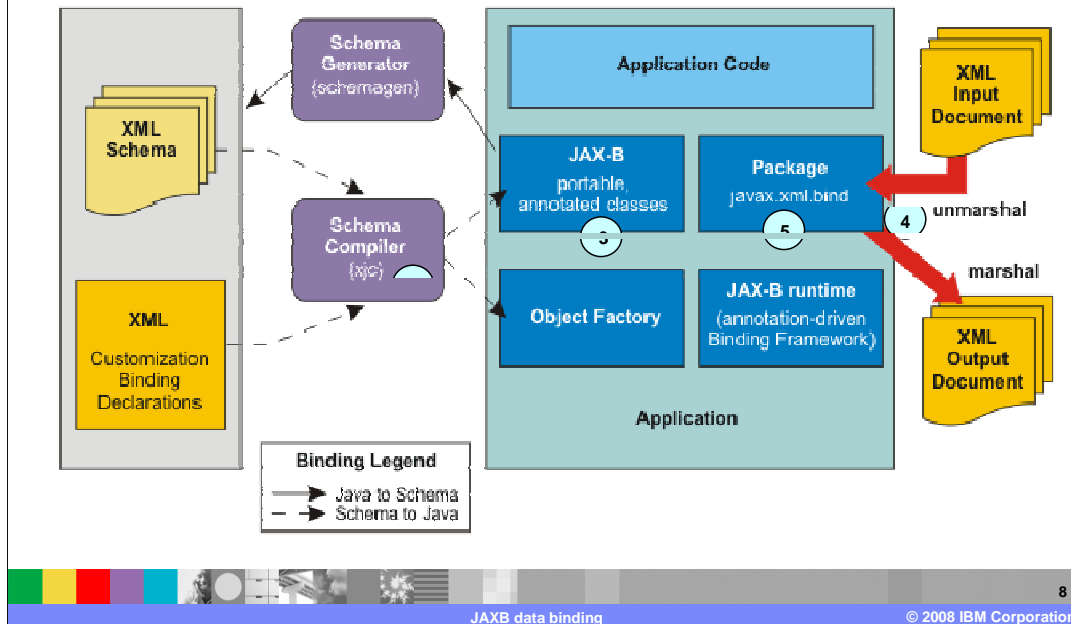 Schema
Generator
{schemagen}
Application Code
XML
Input
Document
XML
Schema
JAX-B
portable,
annotated classes
Package
javax.xml.bind
unmarshal
4
5
Schema
Compiler
{xjc}
marshal
XML
Customization
Binding
Declarations
Object Factory
JAX-B runtime
(annotation-driven
Binding Framework)
XML
Output
Document
Application
Binding Legend
Java to Schema
Schema to Java
8
JAXB data binding
© 2008 IBM Corporation